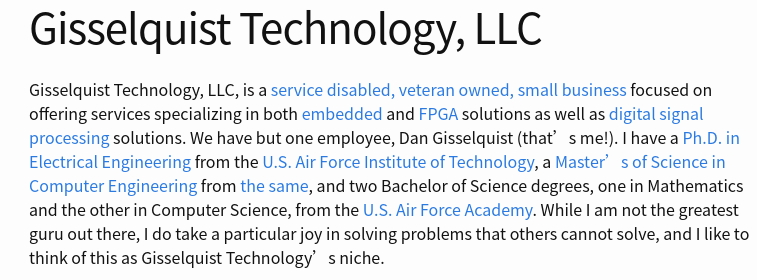 Gisselquist Technology, LLC
Gisselquist Technology, LLC, is a service disabled, veteran owned, small business focused on
offering services specializing in both embedded and FPGA solutions as well as digital signal
processing solutions. We have but one employee, Dan Gisselquist (that’s me!). I have a Ph.D. in
Electrical Engineering from the U.S. Air Force Institute of Technology, a Master’s of Science in
Computer Engineering from the same, and two Bachelor of Science degrees, one in Mathematics
and the other in Computer Science, from the U.S. Air Force Academy. While I am not the greatest
guru out there, I do take a particular joy in solving problems that others cannot solve, and I like to
think of this as Gisselquist Technology’s niche.